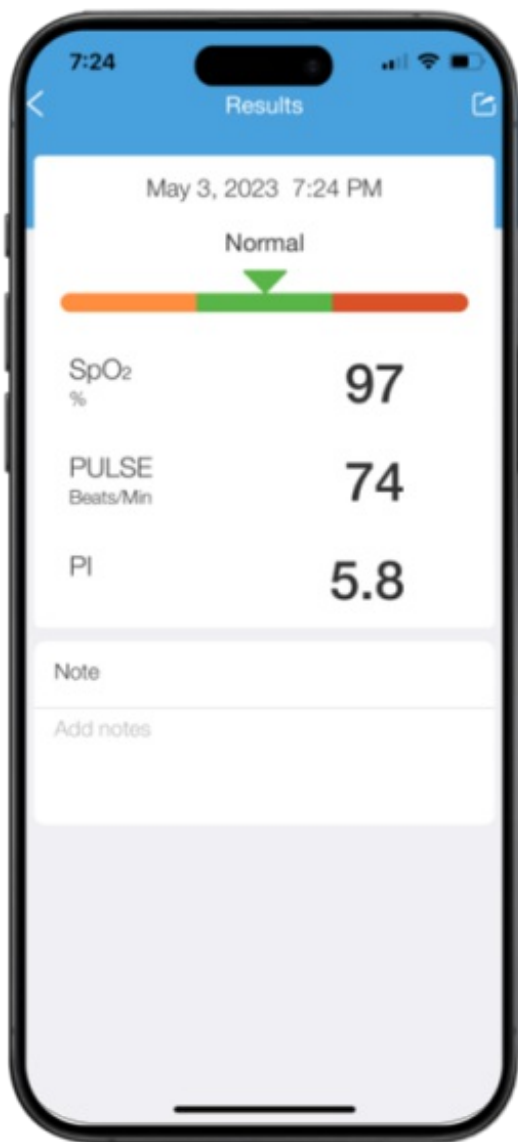 7:24
Results
May 3, 2023 7:24 PM
Normal
SpO₂ 97
%
PULSE 74
Beats/Min
PI 5.8
Note
Add notes